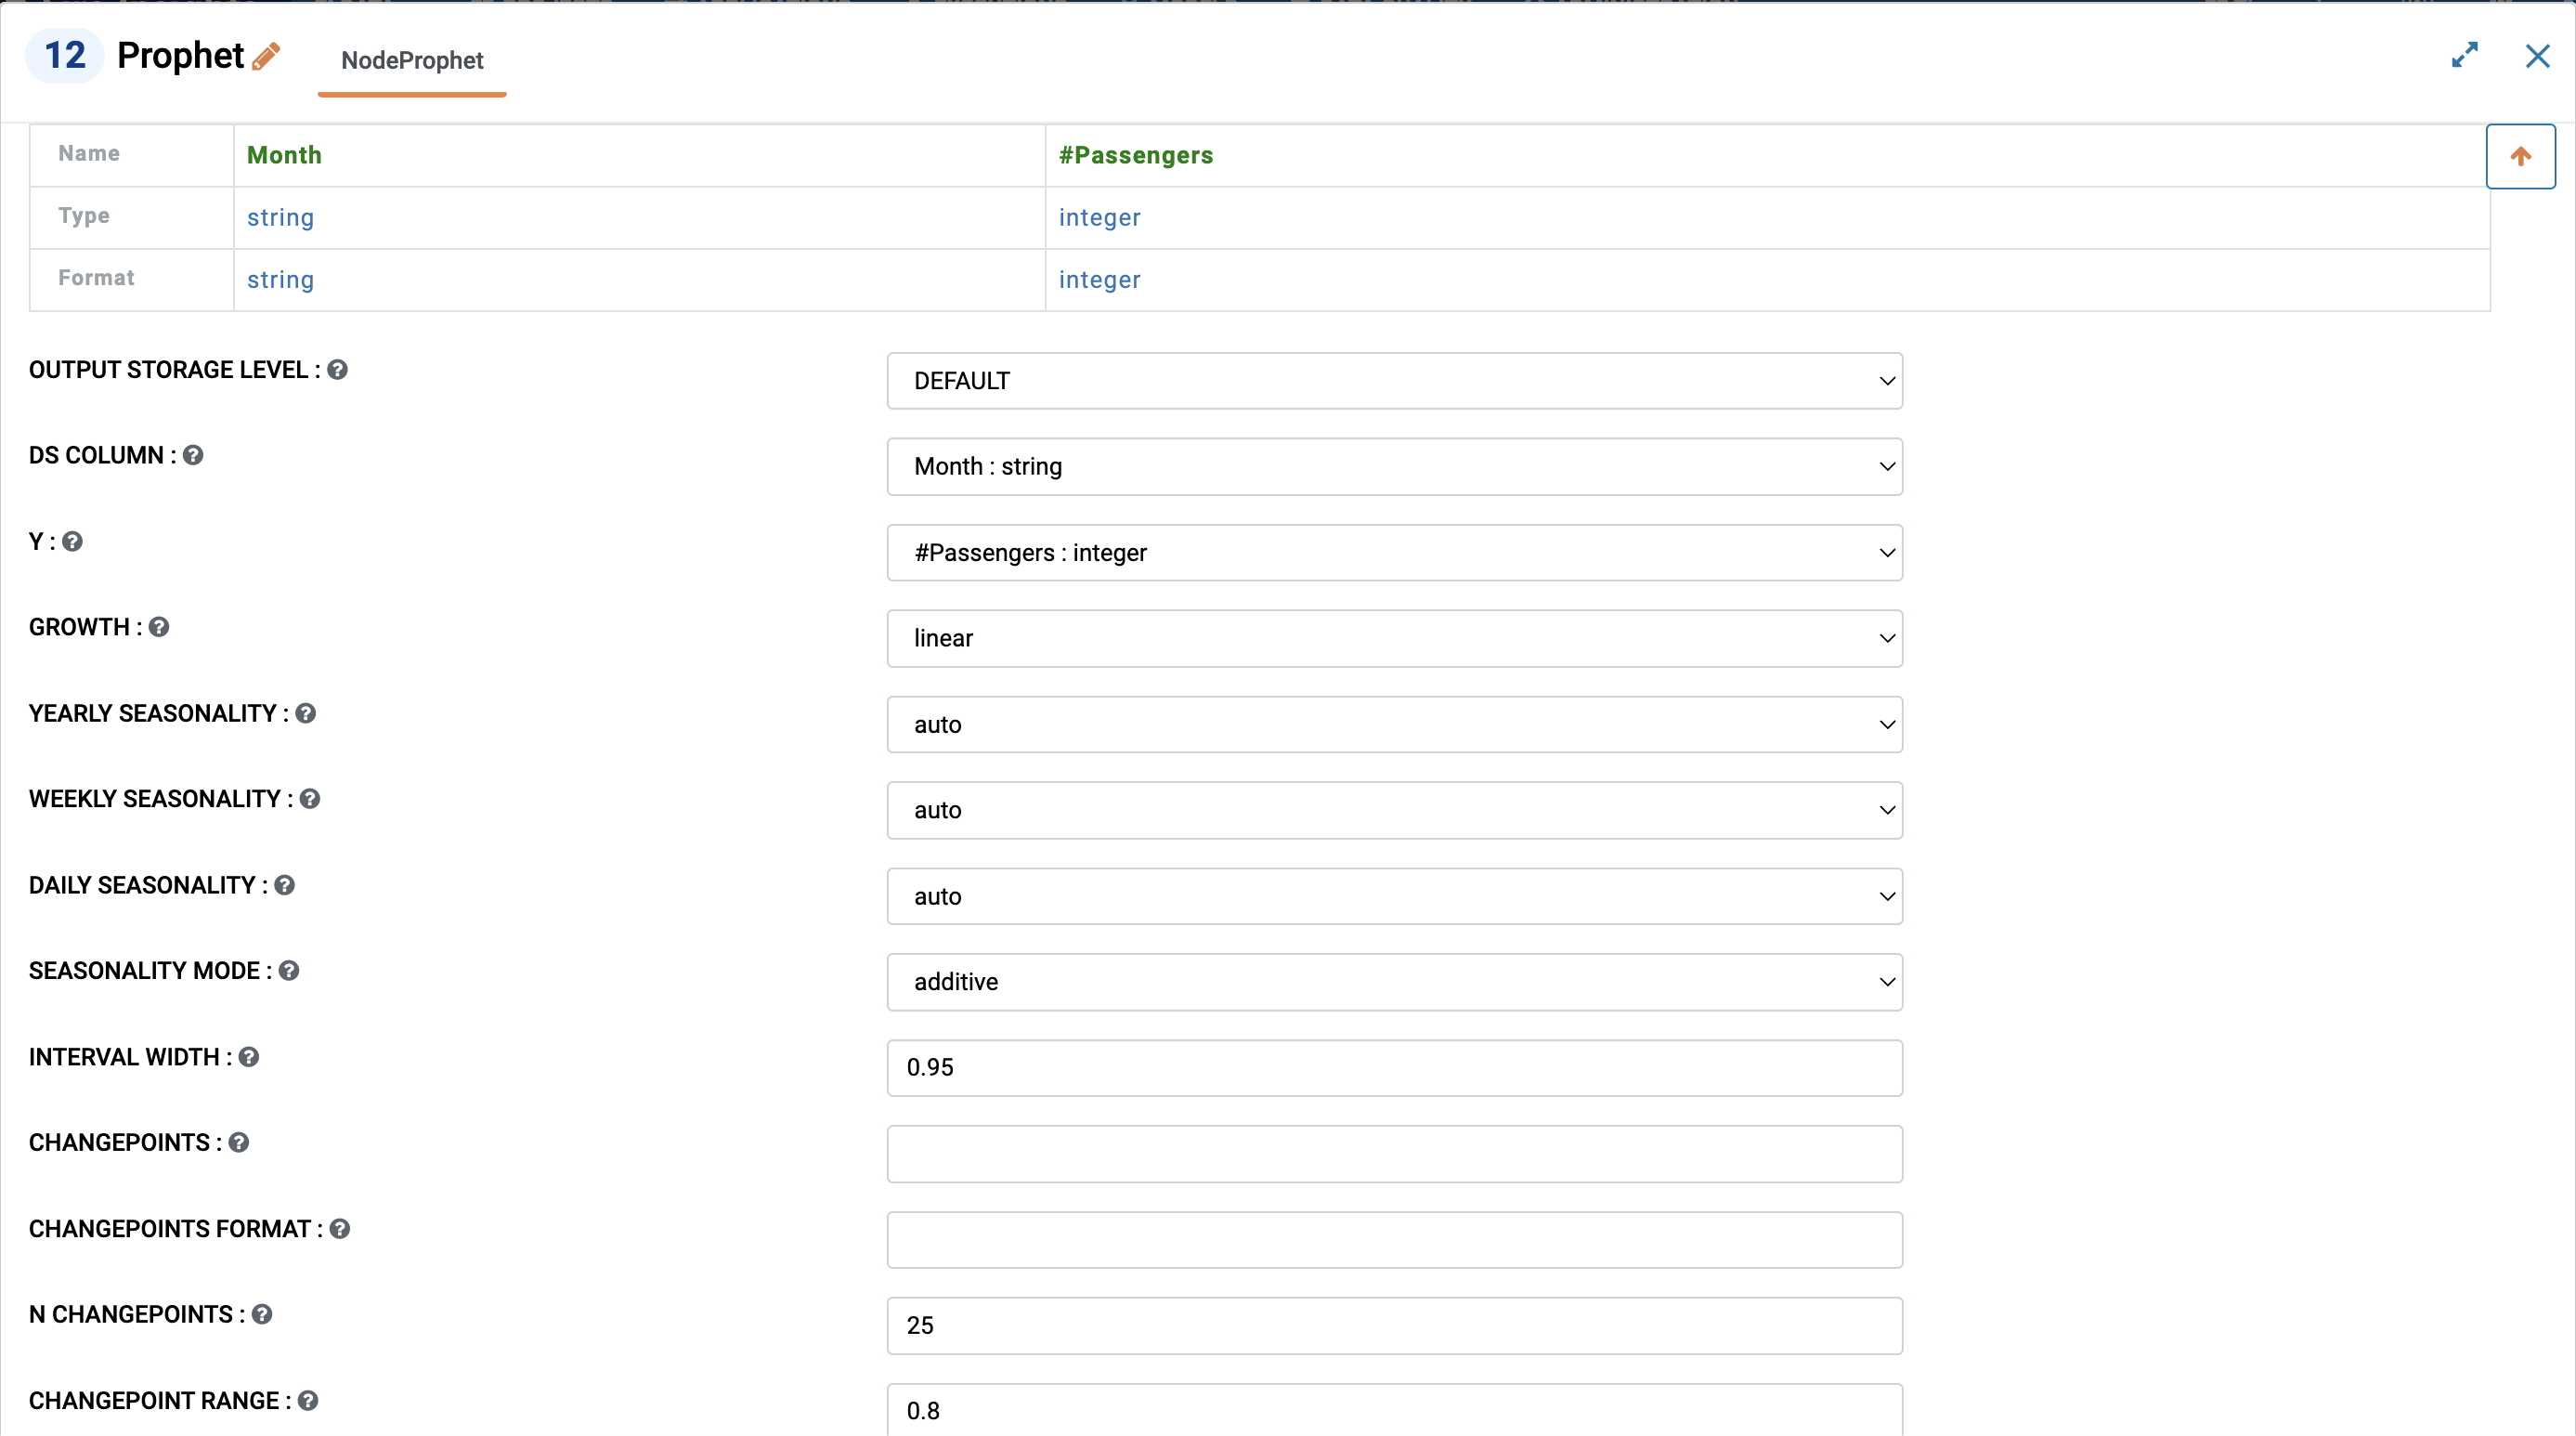 12 Prophet NodeProphet
Name Month #Passengers
Type string integer
Format string integer
OUTPUT STORAGE LEVEL : DEFAULT
DS COLUMN : Month : string
Y : #Passengers : integer
GROWTH : linear
YEARLY SEASONALITY : auto
WEEKLY SEASONALITY : auto
DAILY SEASONALITY : auto
SEASONALITY MODE : additive
INTERVAL WIDTH : 0.95
CHANGEPOINTS :
CHANGEPOINTS FORMAT :
N CHANGEPOINTS : 25
CHANGEPOINT RANGE : 0.8